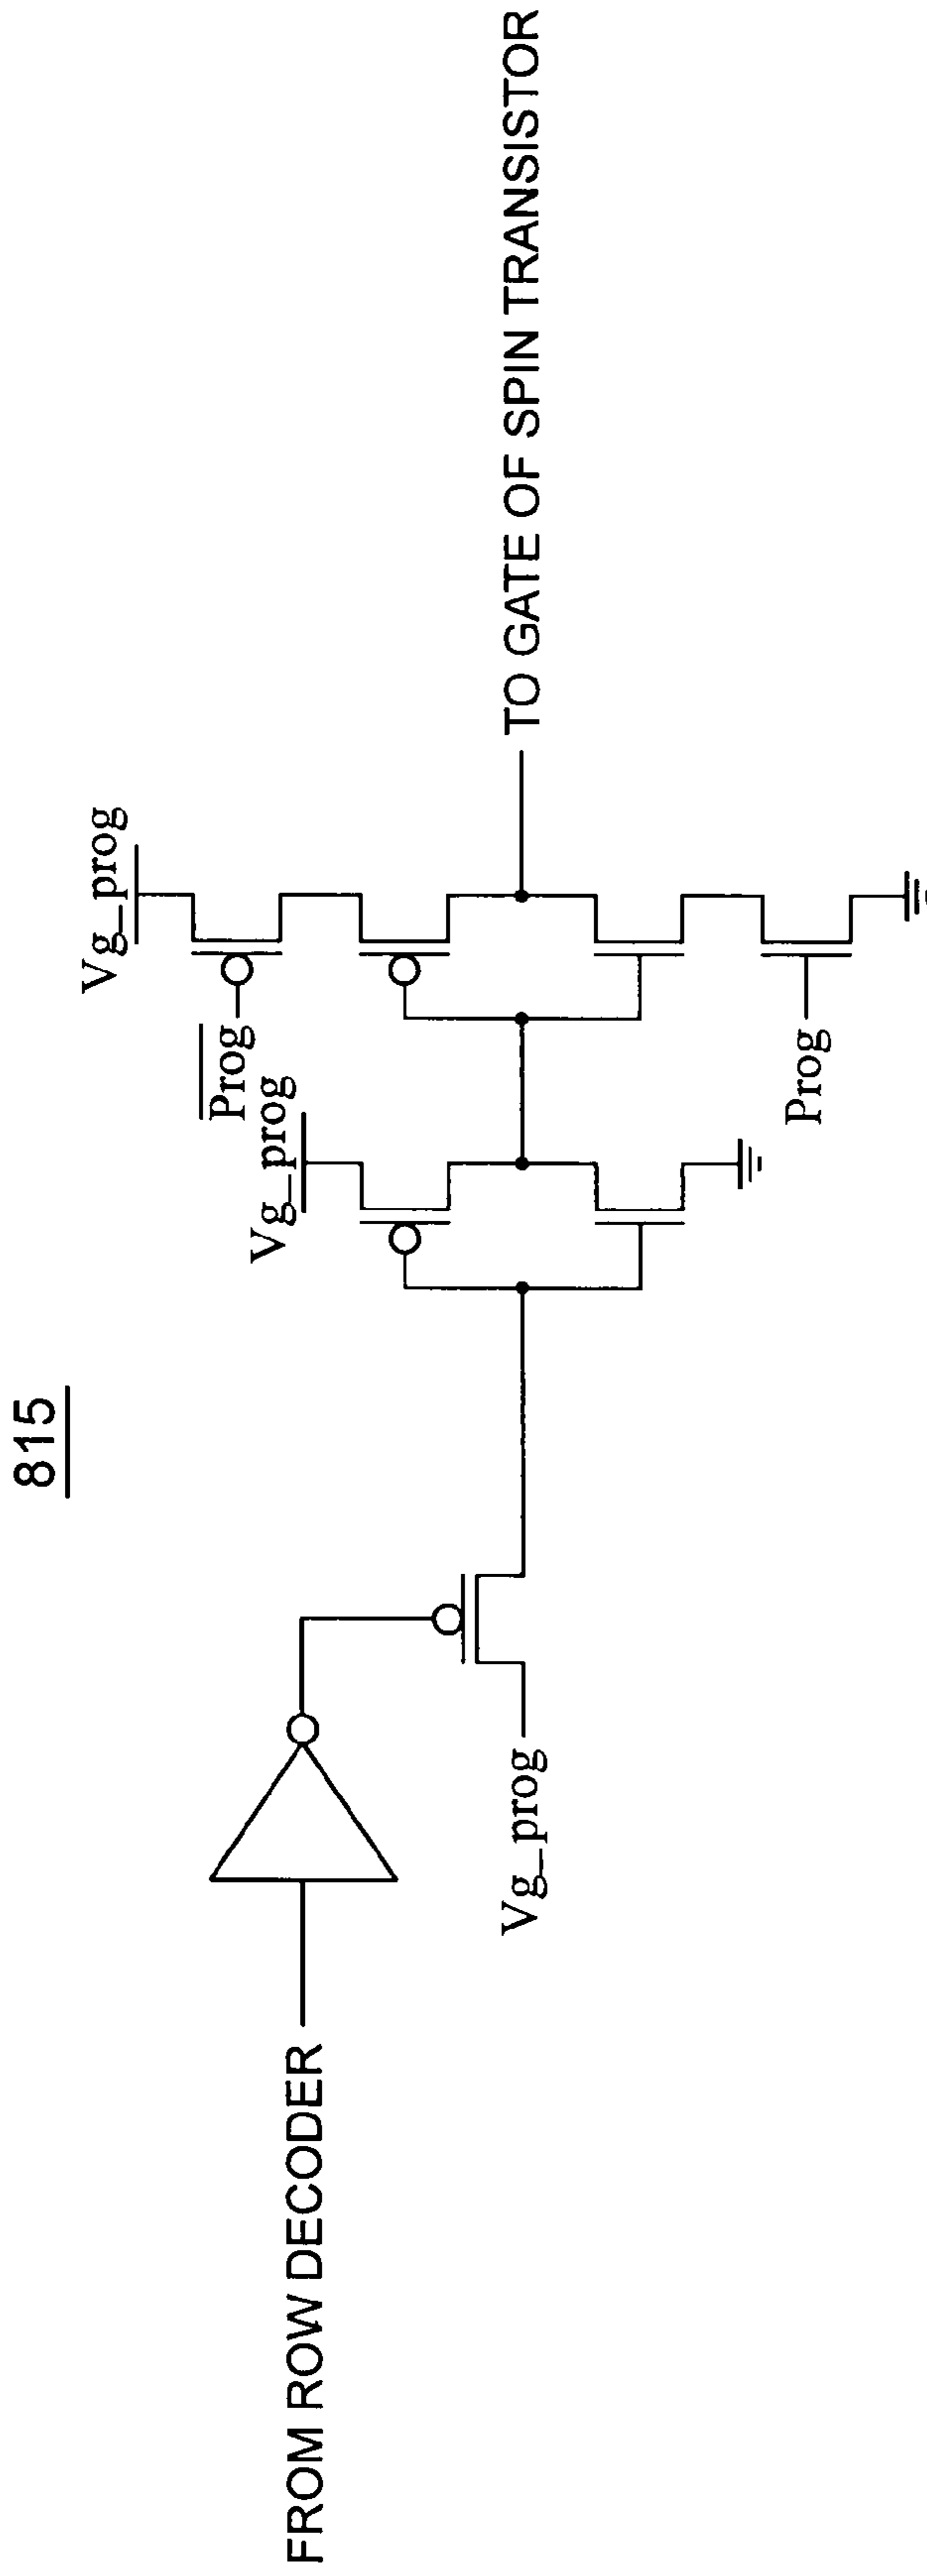 815
FROM ROW DECODER
Vg_prog
Vg_prog
Prog
Vg_prog
Prog
TO GATE OF SPIN TRANSISTOR